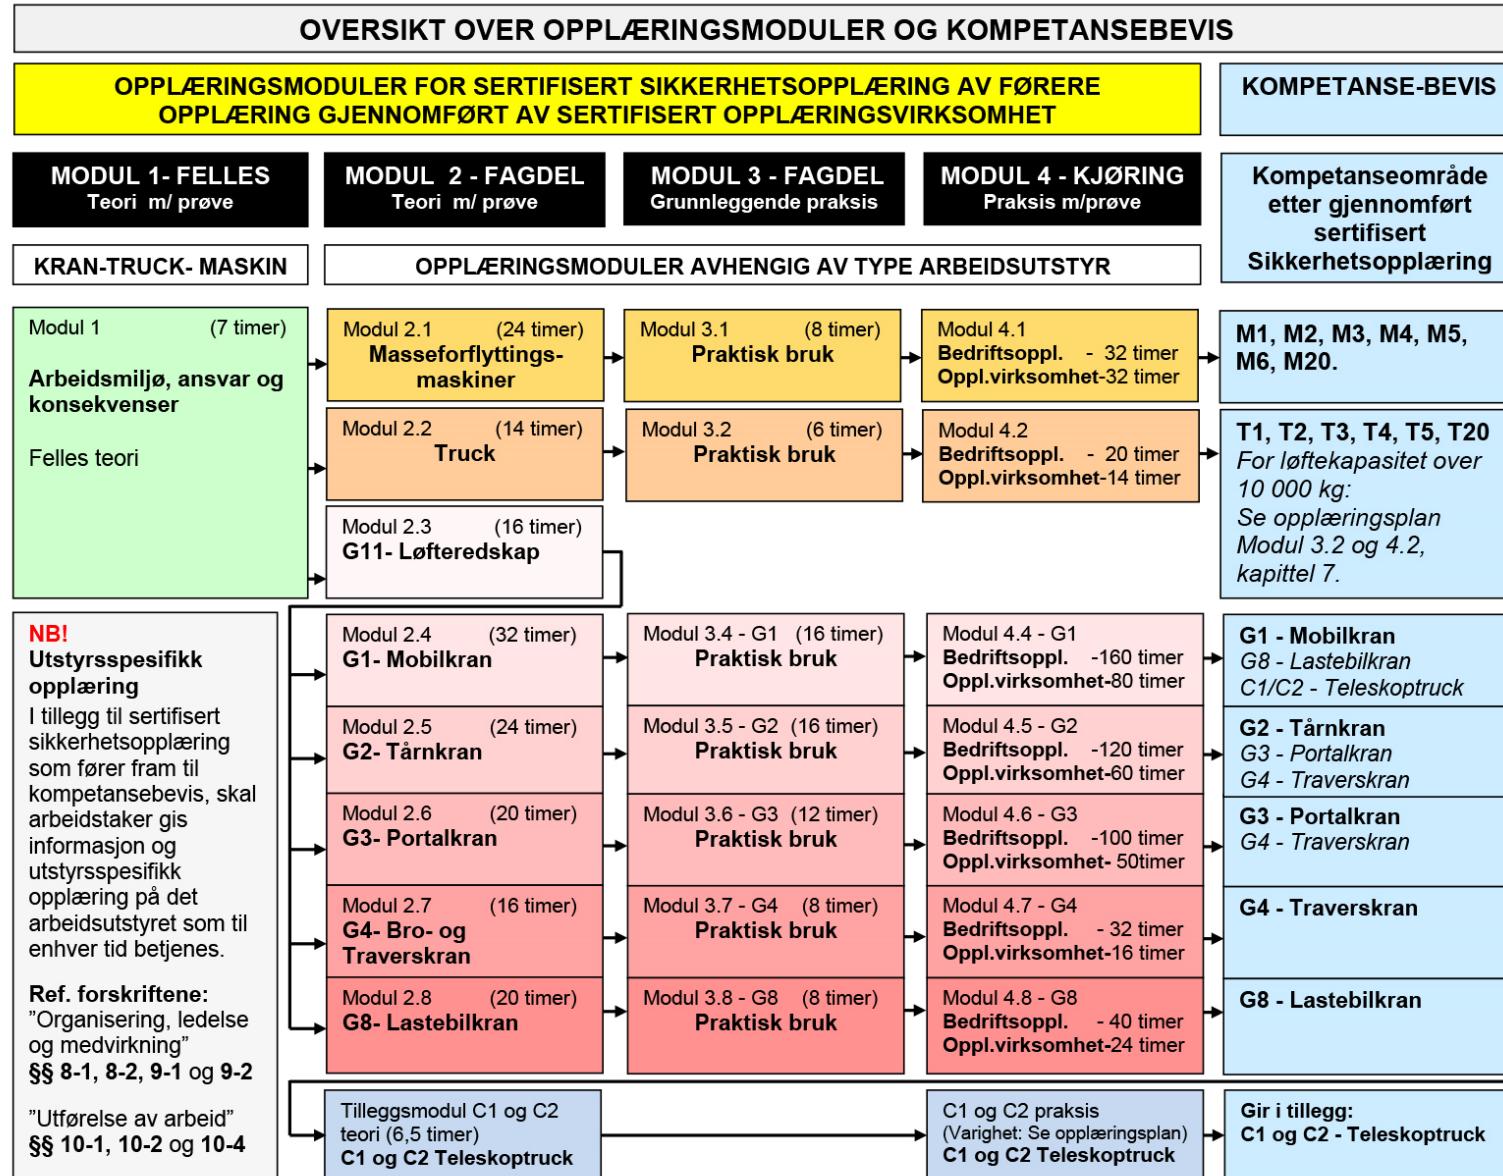 OVERSIKT OVER OPPLÆRINGSMODULER OG KOMPETANSEBEVIS
OPPLÆRINGSMODULER FOR SERTIFISERT SIKKERHETSOPPLÆRING AV FØRERE
OPPLÆRING GJENNOMFØRT AV SERTIFISERT OPPLÆRINGSVIRKSOMHET
KOMPETANSE-BEVIS
MODUL 1- FELLES
Teori m/ prøve
MODUL 2 - FAGDEL
Teori m/ prøve
MODUL 3 - FAGDEL
Grunnleggende praksis
MODUL 4 - KJØRING
Praksis m/prøve
Kompetanseområde
etter gjennomført
sertifisert
Sikkerhetsopplæring
KRAN-TRUCK- MASKIN
OPPLÆRINGSMODULER AVHENGIG AV TYPE ARBEIDSUTSTYR
Modul 1 (7 timer)
Arbeidsmiljø, ansvar og
konsekvenser
Felles teori
Modul 2.1 (24 timer)
Masseforflyttings-
maskiner
Modul 3.1 (8 timer)
Praktisk bruk
Modul 4.1
Bedriftsoppl. - 32 timer
Oppl.virksomhet-32 timer
M1, M2, M3, M4, M5,
M6, M20.
Modul 2.2 (14 timer)
Truck
Modul 3.2 (6 timer)
Praktisk bruk
Modul 4.2
Bedriftsoppl. - 20 timer
Oppl.virksomhet-14 timer
T1, T2, T3, T4, T5, T20
For løftekapasitet over
10 000 kg:
Se opplæringsplan
Modul 3.2 og 4.2,
kapittel 7.
Modul 2.3 (16 timer)
G11- Løfteredskap
NB!
Utstyrsspesifikk
opplæring
I tillegg til sertifisert
sikkerhetsopplæring
som fører fram til
kompetansebevis, skal
arbeidstaker gis
informasjon og
utstyrsspesifikk
opplæring på det
arbeidsutstyret som til
enhver tid betjenes.
Ref. forskriftene:
"Organisering, ledelse
og medvirkning"
§§ 8-1, 8-2, 9-1 og 9-2
"Utførelse av arbeid"
§§ 10-1, 10-2 og 10-4
Modul 2.4 (32 timer)
G1- Mobilkran
Modul 3.4 - G1 (16 timer)
Praktisk bruk
Modul 4.4 - G1
Bedriftsoppl. -160 timer
Oppl.virksomhet-80 timer
G1 - Mobilkran
G8 - Lastebilkran
C1/C2 - Teleskoptruck
Modul 2.5 (24 timer)
G2- Tårnkran
Modul 3.5 - G2 (16 timer)
Praktisk bruk
Modul 4.5 - G2
Bedriftsoppl. -120 timer
Oppl.virksomhet-60 timer
G2 - Tårnkran
G3 - Portalkran
G4 - Traverskran
Modul 2.6 (20 timer)
G3- Portalkran
Modul 3.6 - G3 (12 timer)
Praktisk bruk
Modul 4.6 - G3
Bedriftsoppl. -100 timer
Oppl.virksomhet- 50timer
G3 - Portalkran
G4 - Traverskran
Modul 2.7 (16 timer)
G4- Bro- og
Traverskran
Modul 3.7 - G4 (8 timer)
Praktisk bruk
Modul 4.7 - G4
Bedriftsoppl. - 32 timer
Oppl.virksomhet-16 timer
G4 - Traverskran
Modul 2.8 (20 timer)
G8- Lastebilkran
Modul 3.8 - G8 (8 timer)
Praktisk bruk
Modul 4.8 - G8
Bedriftsoppl. - 40 timer
Oppl.virksomhet-24 timer
G8 - Lastebilkran
Tilleggsmodul C1 og C2
teori (6,5 timer)
C1 og C2 Teleskoptruck
C1 og C2 praksis
(Varighet: Se opplæringsplan)
C1 og C2 Teleskoptruck
Gir i tillegg:
C1 og C2 - Teleskoptruck